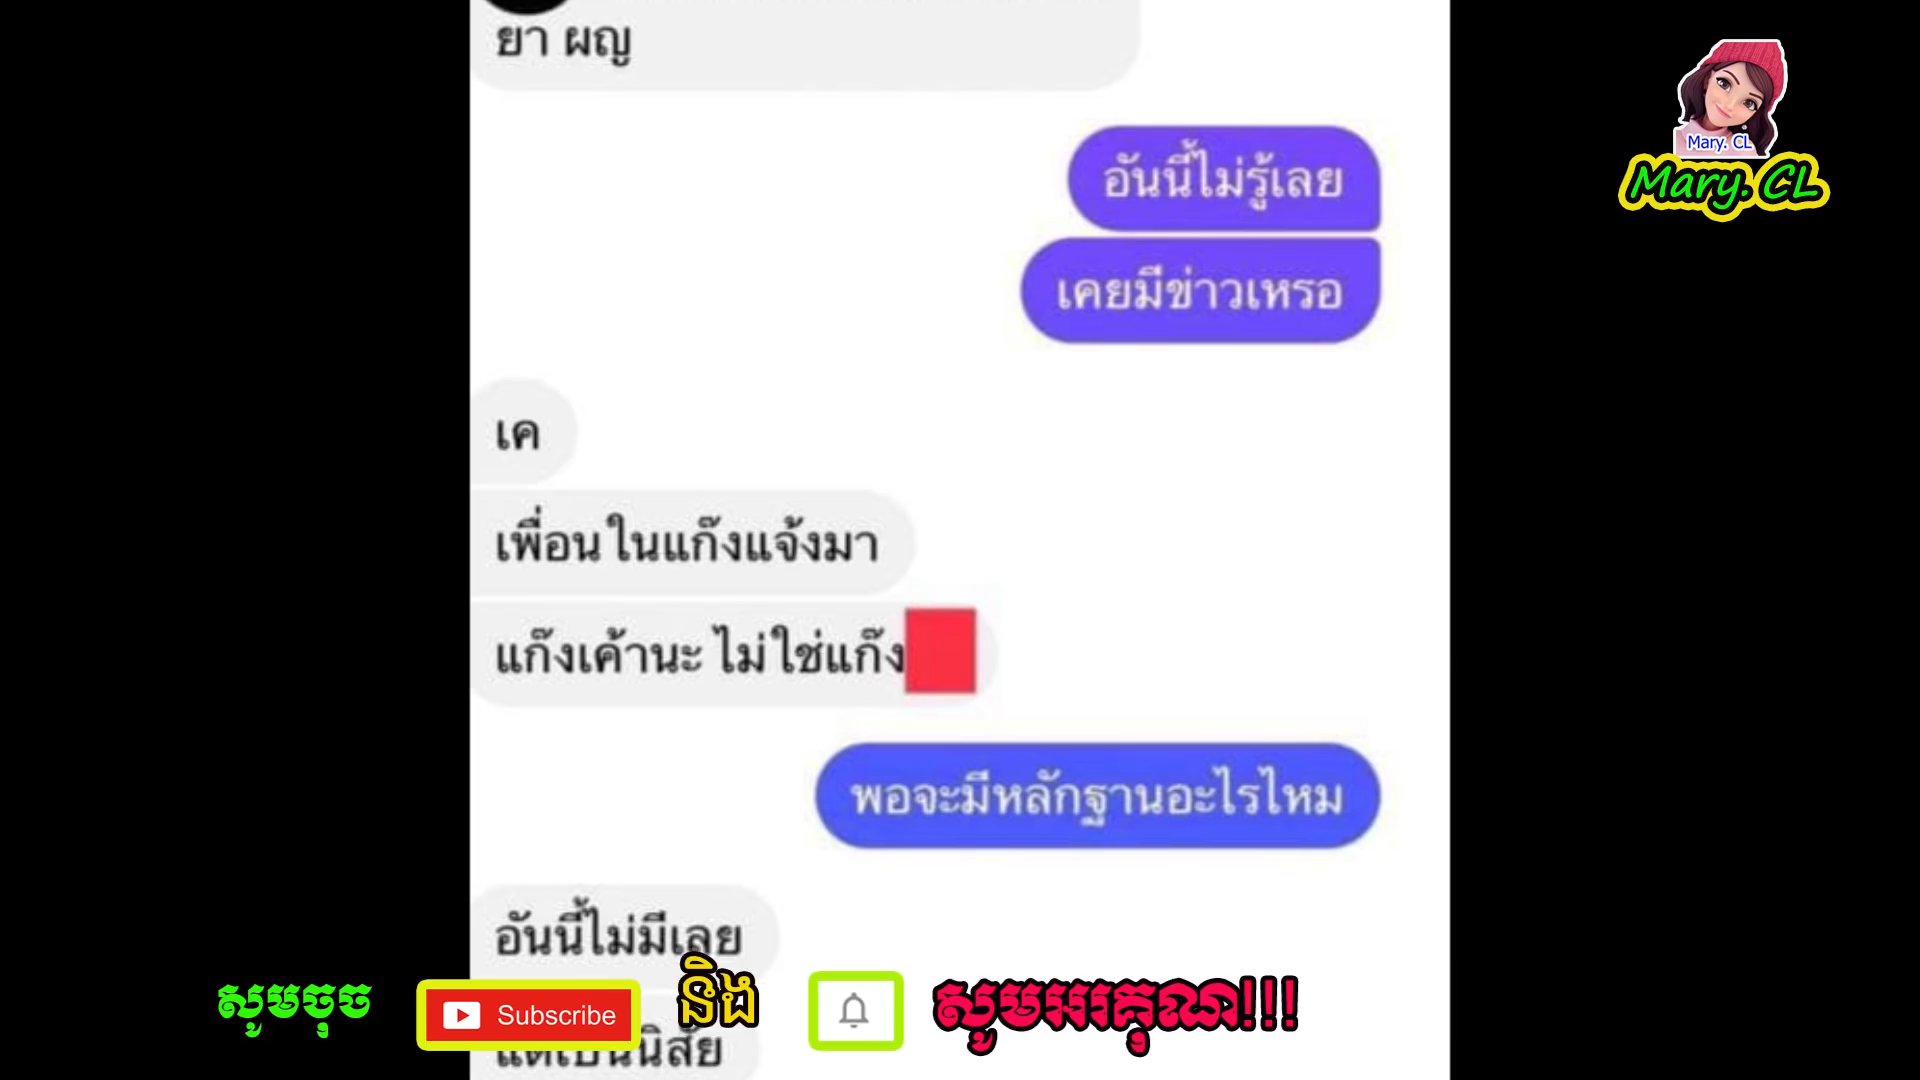 ยา ผญ
Mary. CL
Mary. CL
อันนี้ไม่รู้เลย
เคยมีข่าวเหรอ
เค
เพื่อนในแก๊งแจ้งมา
แก๊งเค้านะ ไม่ใช่แก๊ง
พอจะมีหลักฐานอะไรไหม
อันนี้ไม่มีเลย
សូមចុច Subscribe និង សូមអរគុណ!!!
แต่เป็นนิสัย